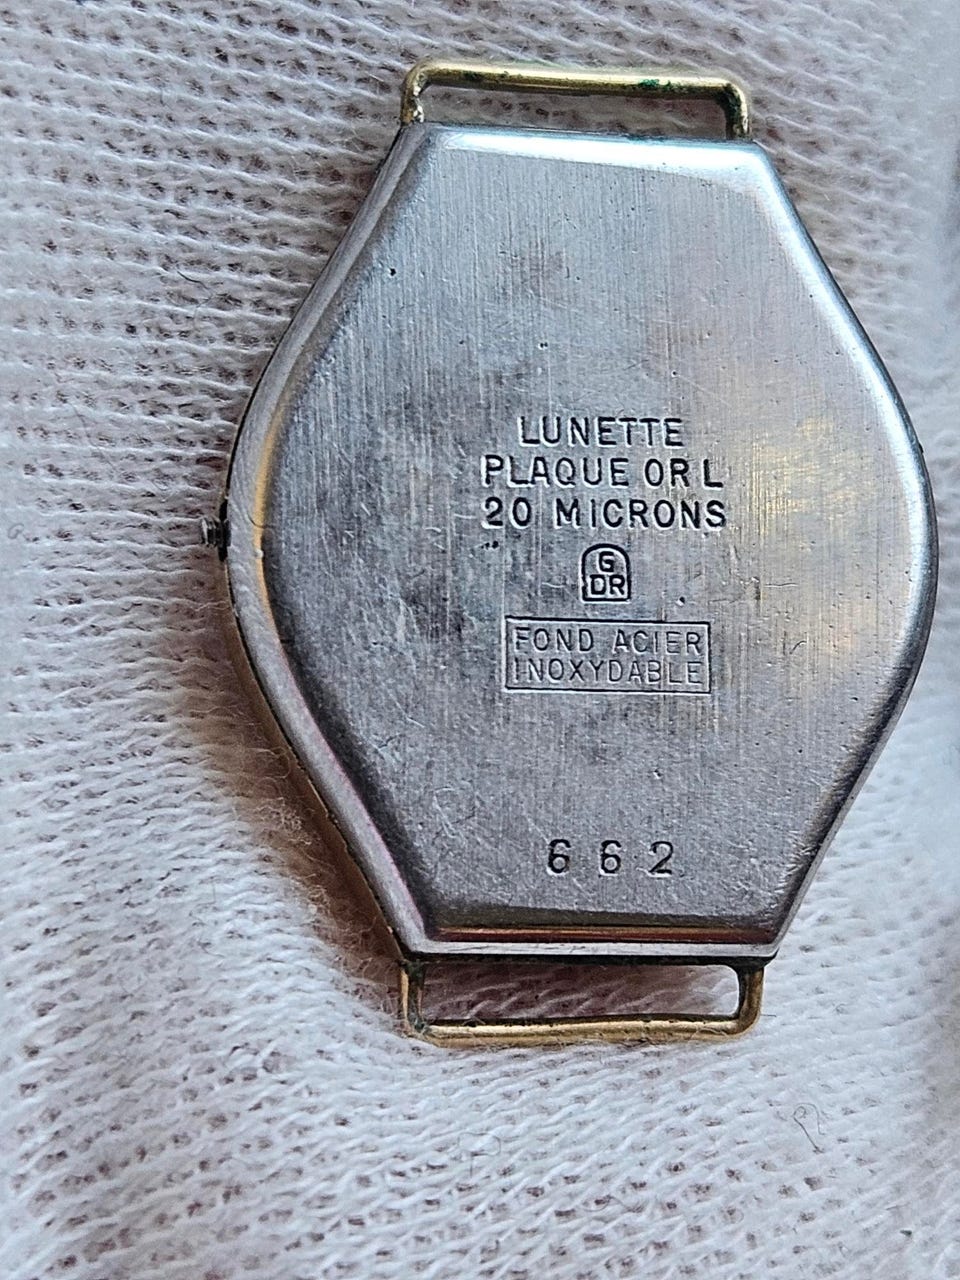 LUNETTE
PLAQUE OR L
20 MICRONS
G
DR
FOND ACIER
INOXYDABLE
662